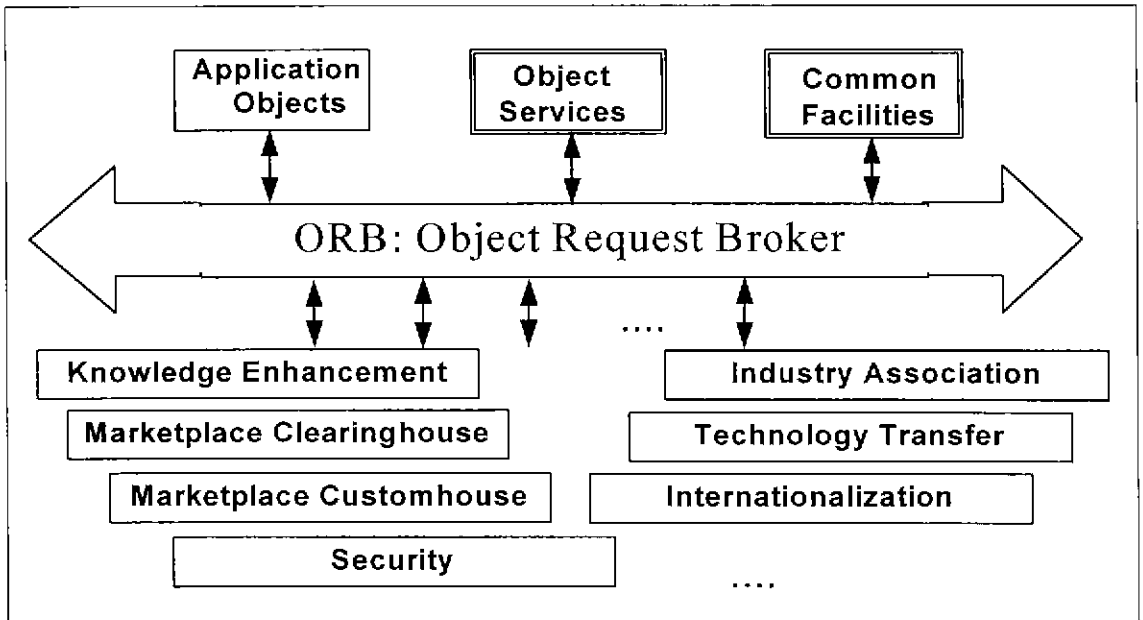 Application
Objects
Object
Services
Common
Facilities
ORB: Object Request Broker
....
Knowledge Enhancement
Industry Association
Marketplace Clearinghouse
Technology Transfer
Marketplace Customhouse
Internationalization
Security
....